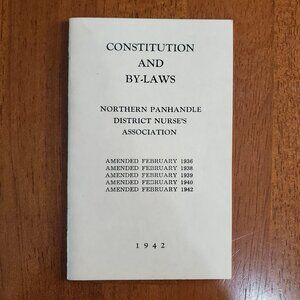 CONSTITUTION
AND
BY-LAWS
NORTHERN PANHANDLE
DISTRICT NURSE'S
ASSOCIATION
AMENDED FEBRUARY 1936
AMENDED FEBRUARY 1938
AMENDED FEBRUARY 1939
AMENDED FEBRUARY 1940
AMENDED FEBRUARY 1942
1942